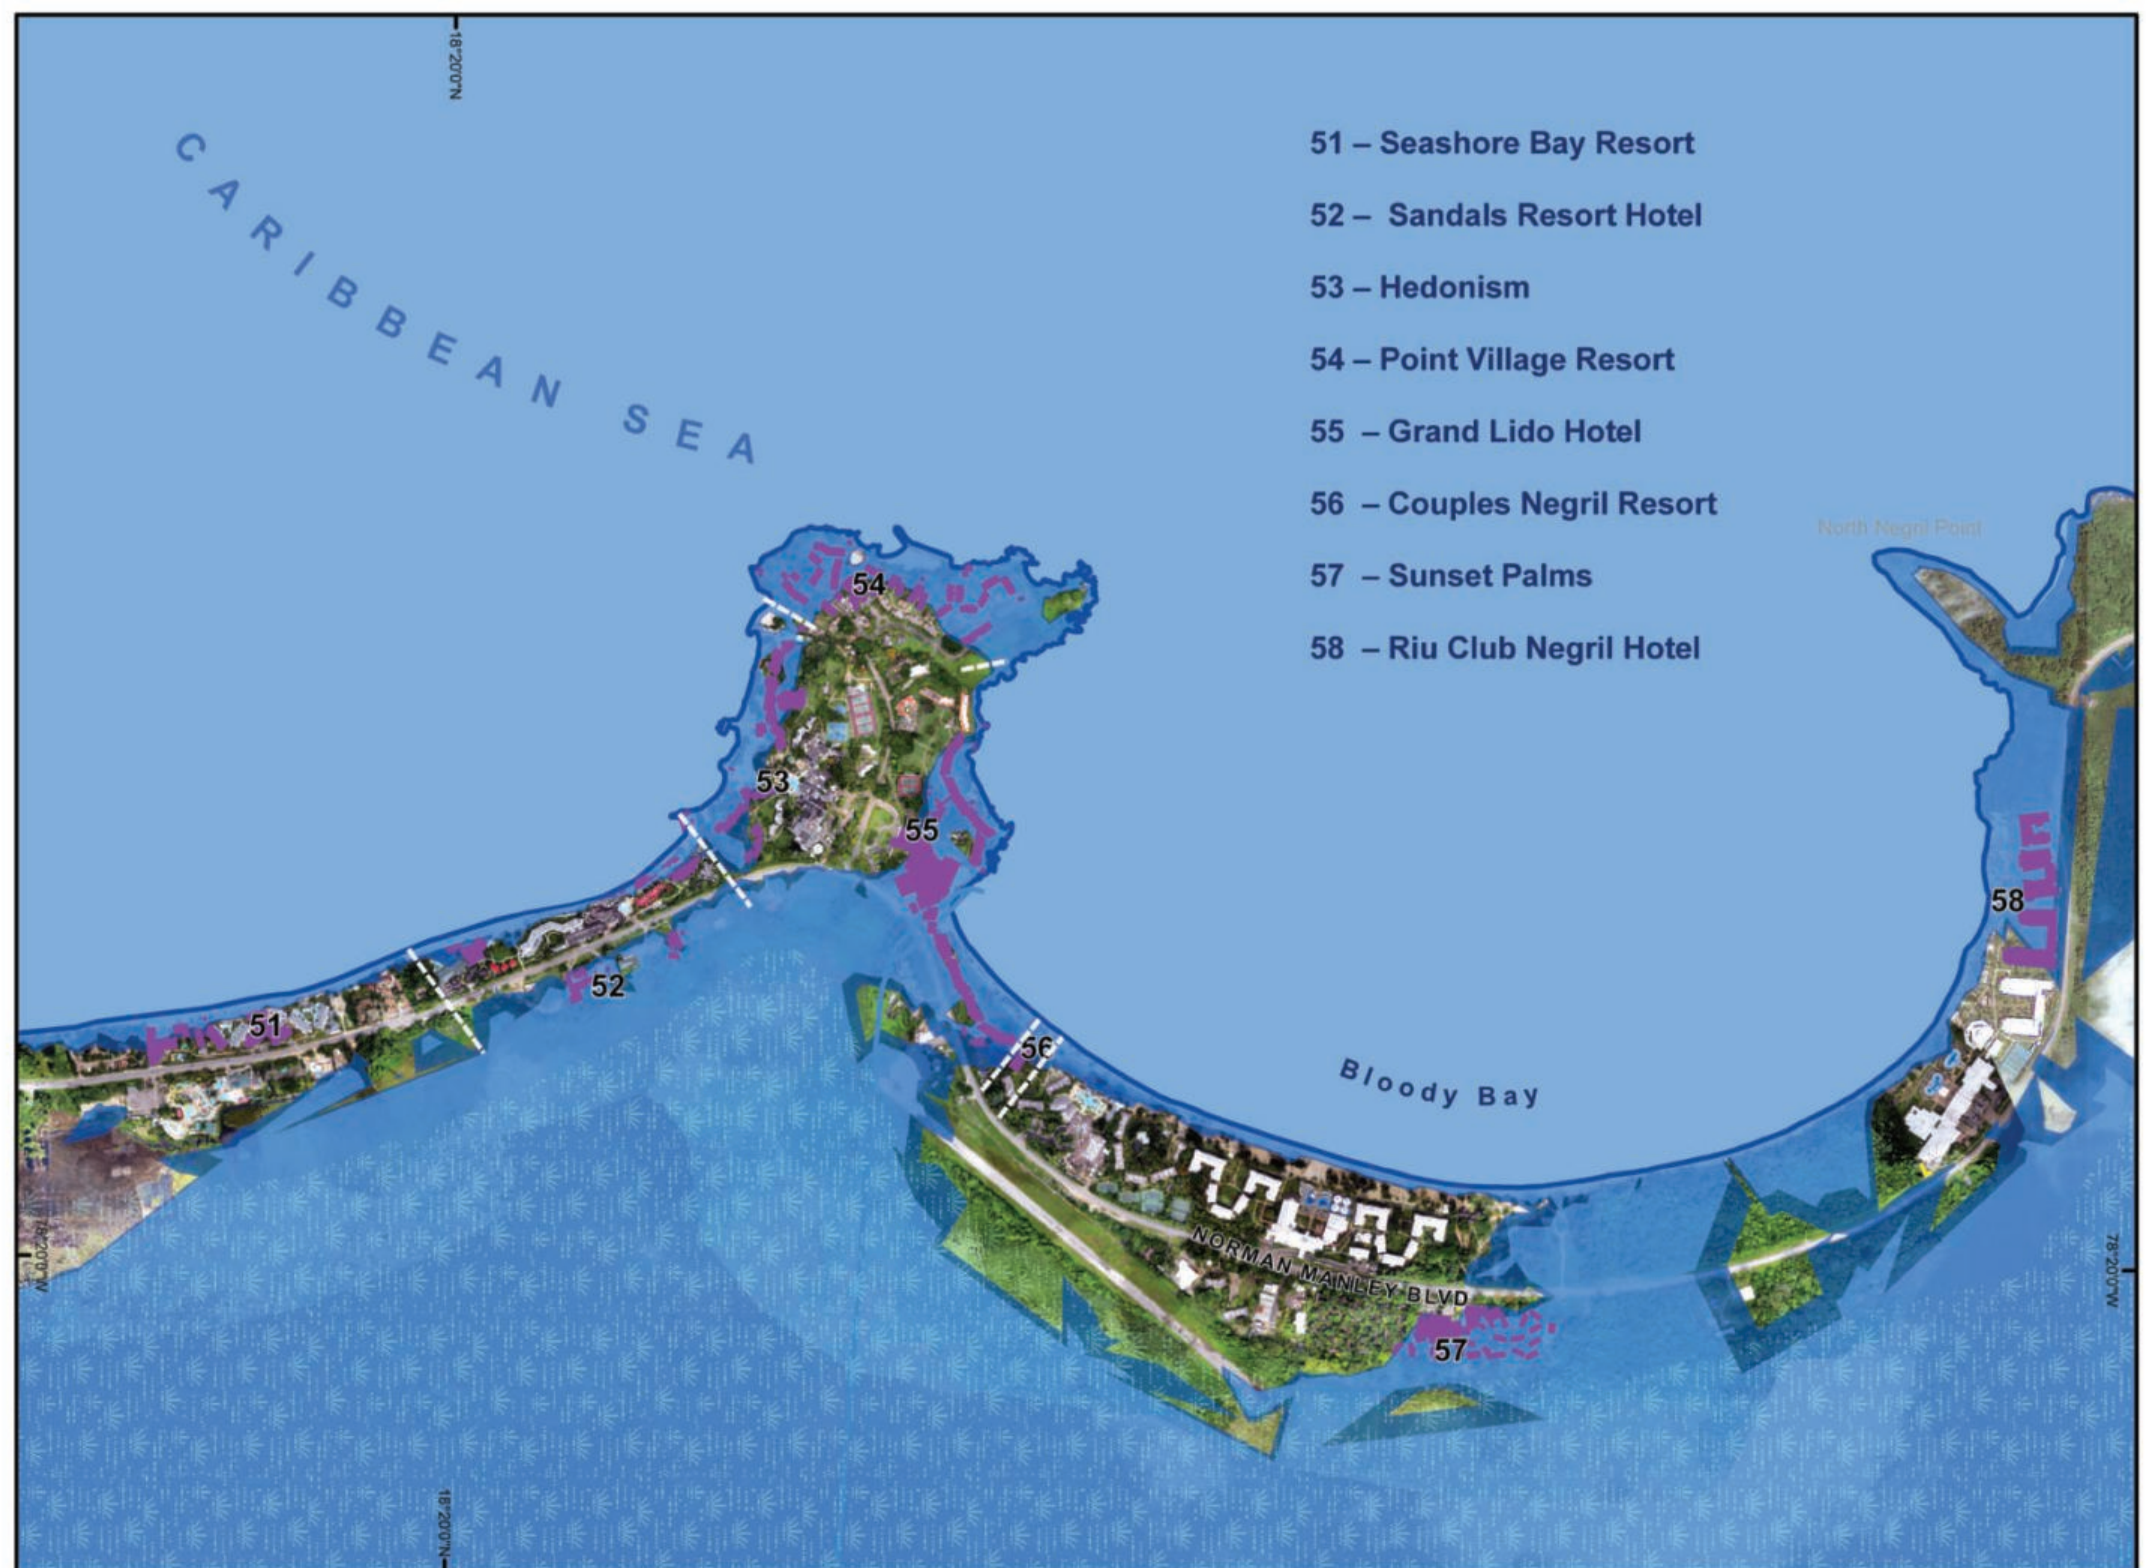 18°20'0"N
CARIBBEAN SEA
51 – Seashore Bay Resort
52 – Sandals Resort Hotel
53 – Hedonism
54 – Point Village Resort
55 – Grand Lido Hotel
56 – Couples Negril Resort
57 – Sunset Palms
58 – Riu Club Negril Hotel
North Negril Point
54
53
55
58
52
51
56
Bloody Bay
NORMAN MANLEY BLVD
57
78°20'0"W
78°20'0"W
18°20'0"N